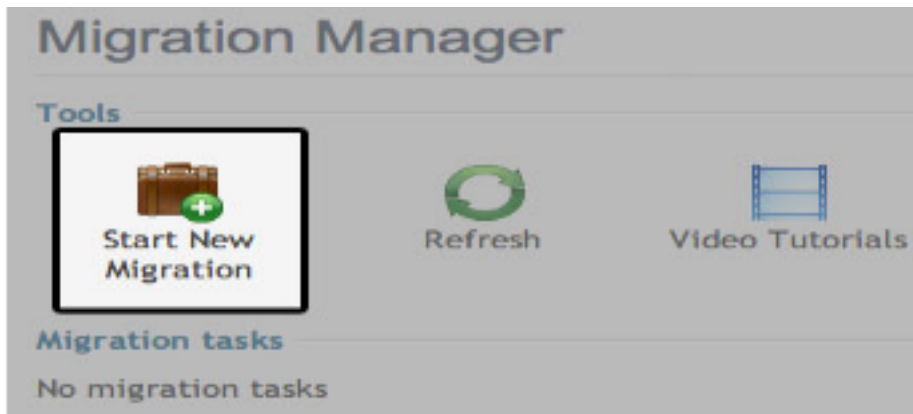 Migration Manager
Tools
Start New
Migration
Refresh
Video Tutorials
Migration tasks
No migration tasks